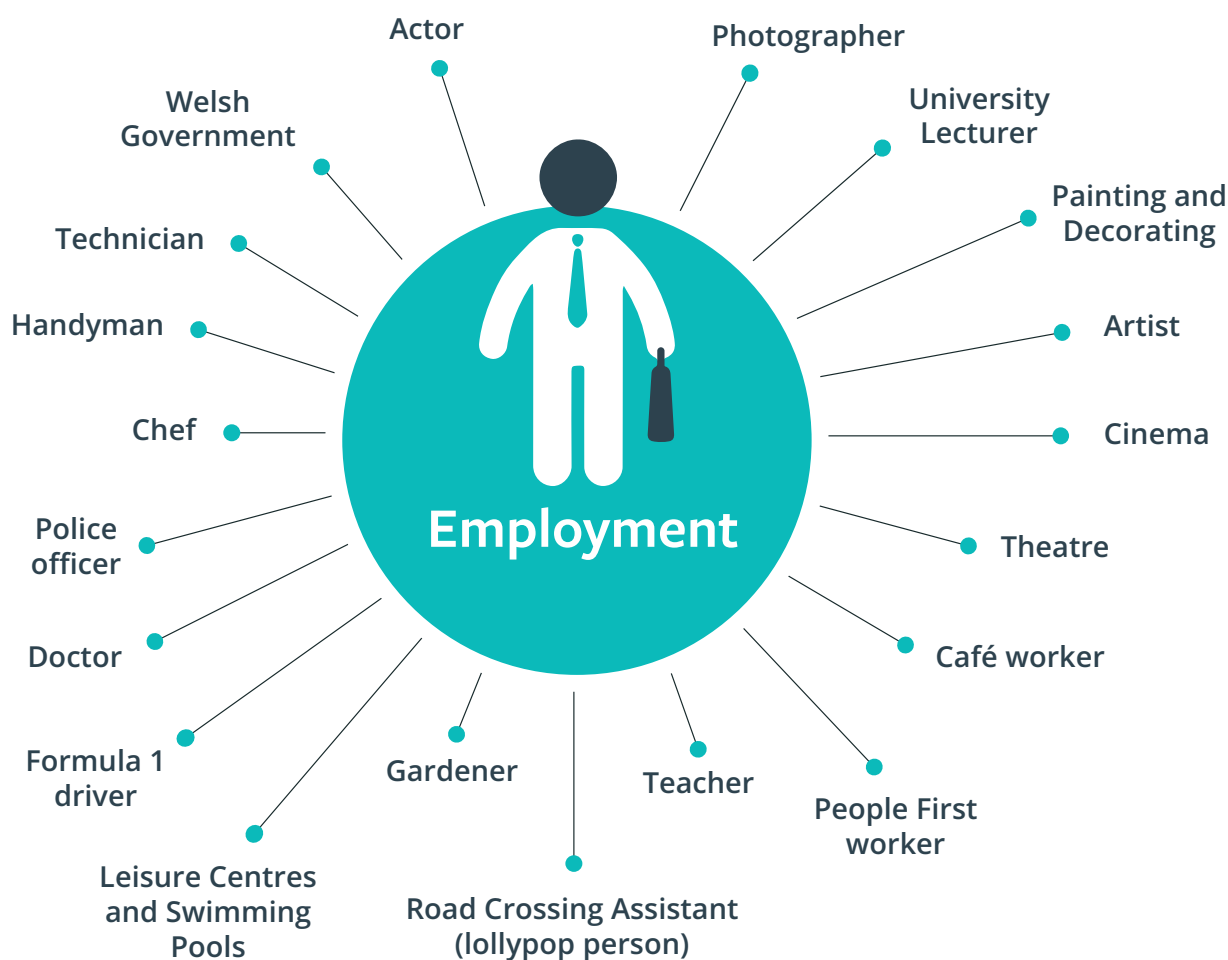 Actor
Photographer
Welsh
Government
University
Lecturer
Painting and
Decorating
Technician
Handyman
Artist
Chef
Cinema
Employment
Police
officer
Theatre
Doctor
Café worker
Formula 1
driver
Gardener
Teacher
People First
worker
Leisure Centres
and Swimming
Pools
Road Crossing Assistant
(lollypop person)